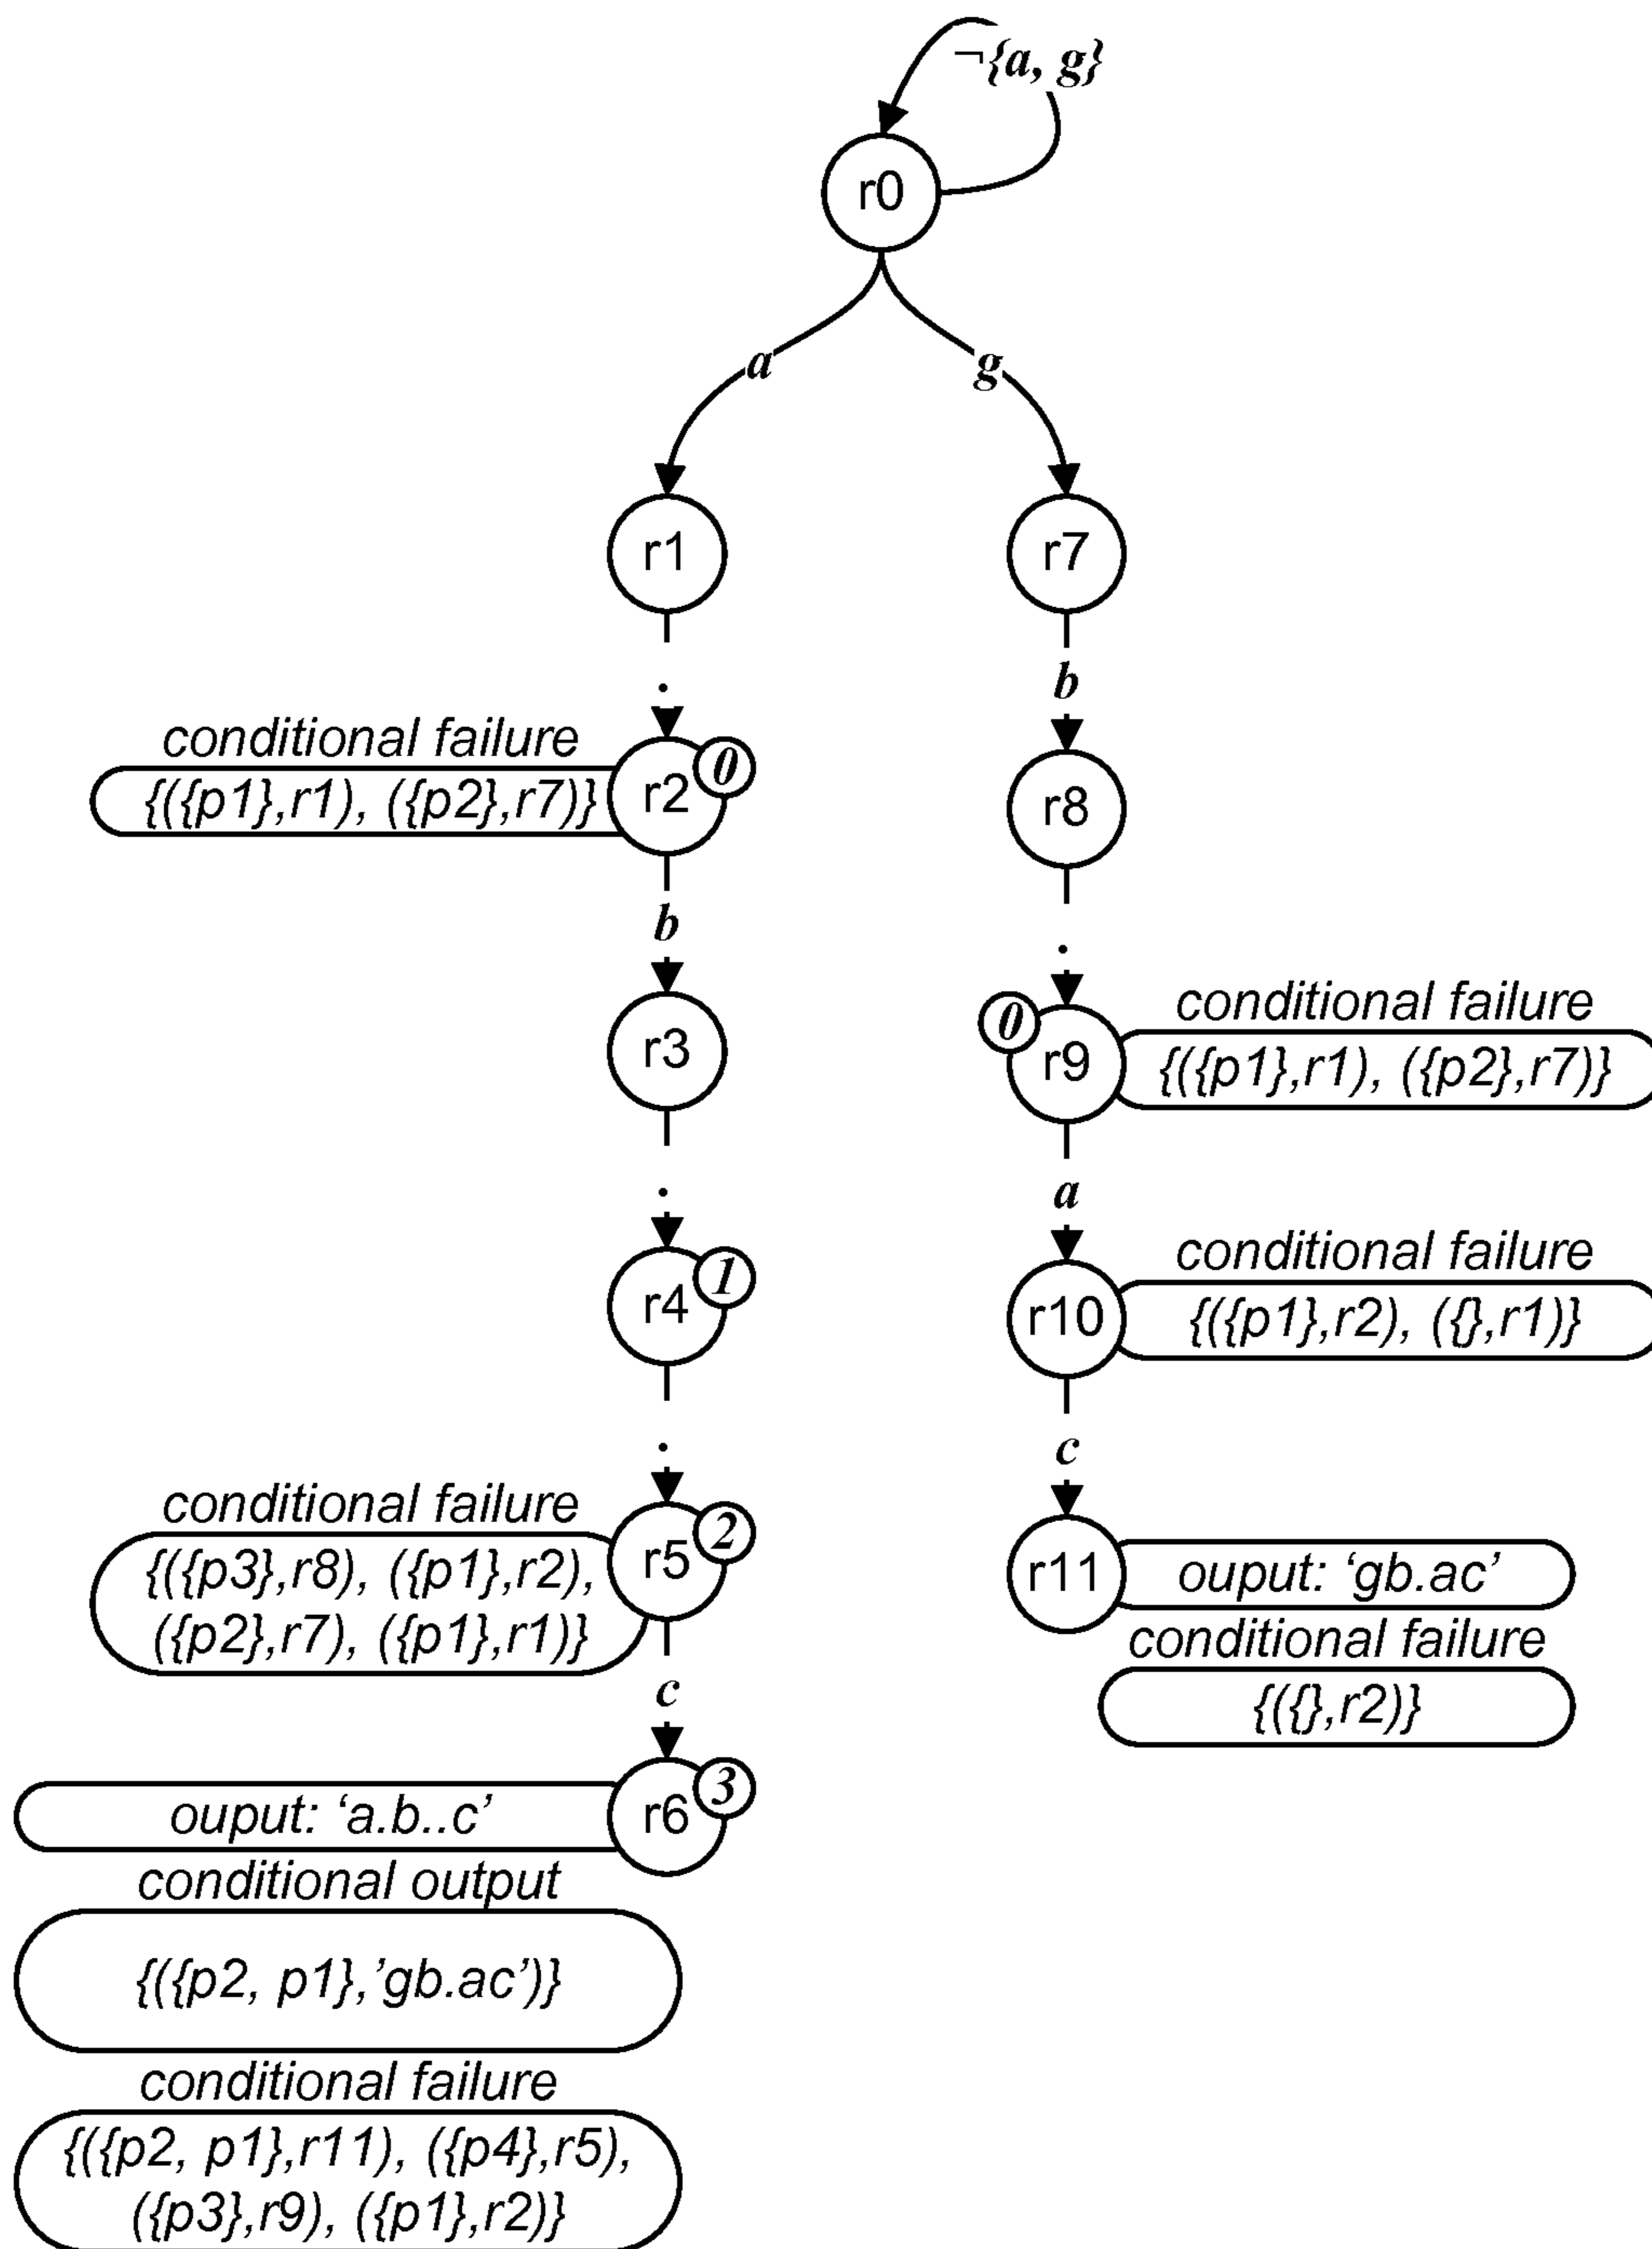 ¬{a, g}
r0
a
g
r1
r7
.
b
conditional failure
{({p1},r1), ({p2},r7)}
r2
0
r8
b
.
r3
0
r9
conditional failure
{({p1},r1), ({p2},r7)}
.
a
r4
1
r10
conditional failure
{({p1},r2), ({},r1)}
.
c
conditional failure
{({p3},r8), ({p1},r2),
({p2},r7), ({p1},r1)}
r5
2
r11
ouput: ‘gb.ac’
conditional failure
{({},r2)}
c
ouput: ‘a.b..c’
r6
3
conditional output
{({p2, p1},’gb.ac’)}
conditional failure
{({p2, p1},r11), ({p4},r5),
({p3},r9), ({p1},r2)}